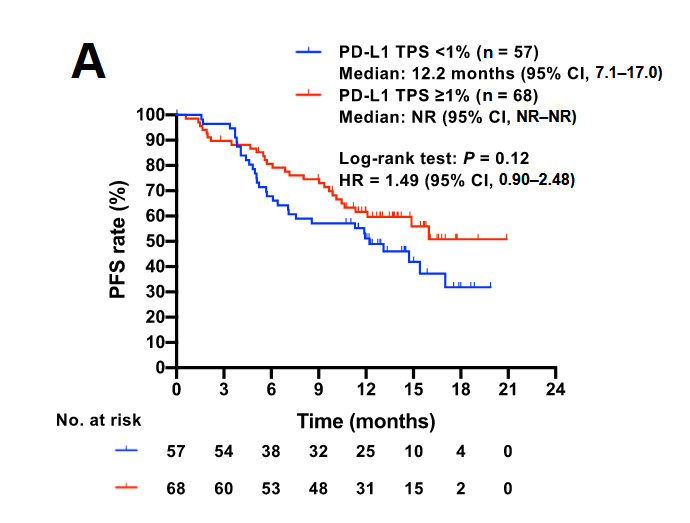 A
PD-L1 TPS <1% (n = 57)
Median: 12.2 months (95% CI, 7.1–17.0)
PD-L1 TPS ≥1% (n = 68)
Median: NR (95% CI, NR–NR)
Log-rank test: P = 0.12
HR = 1.49 (95% CI, 0.90–2.48)
PFS rate (%)
100
90
80
70
60
50
40
30
20
10
0
0 3 6 9 12 15 18 21 24
Time (months)
No. at risk
57 54 38 32 25 10 4 0
68 60 53 48 31 15 2 0